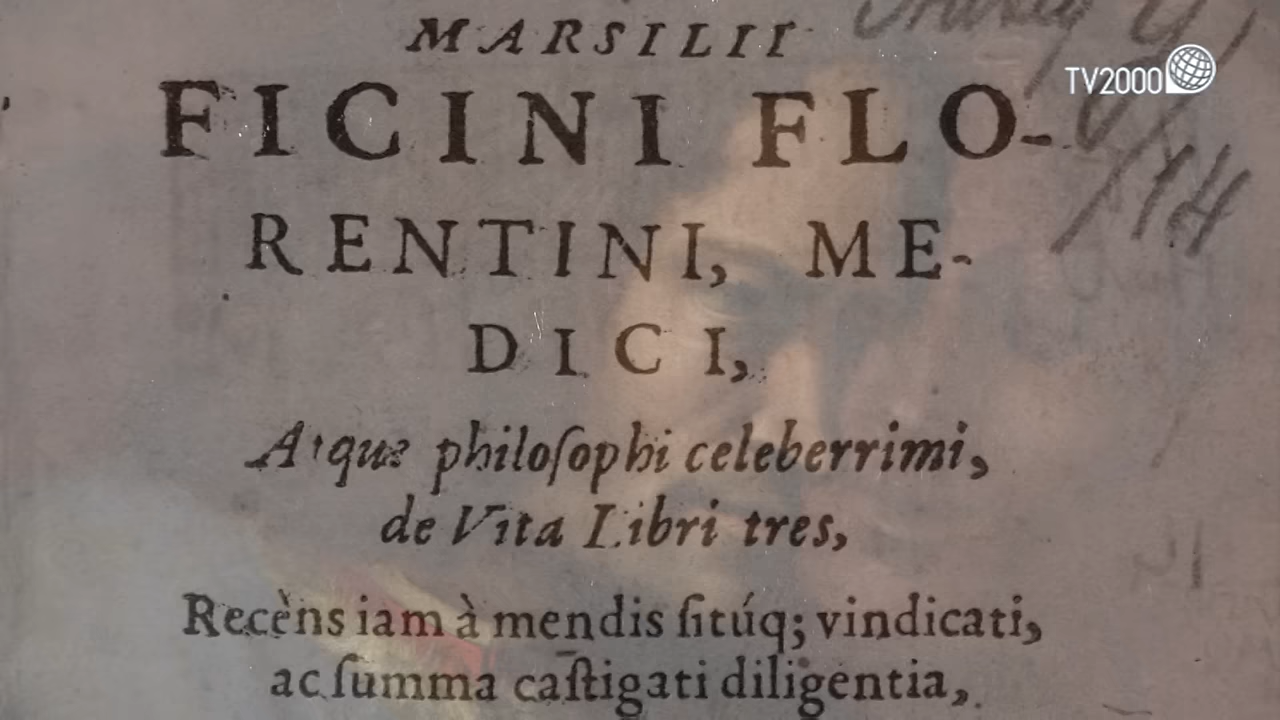 MARSILII
TV2000
FICINI FLO-
RENTINI, ME-
DICI,
Atque philoſophi celeberrimi,
de Vita Libri tres,
Recèns iam à mendis ſitúq; vindicati,
ac ſumma caſtigati diligentia,